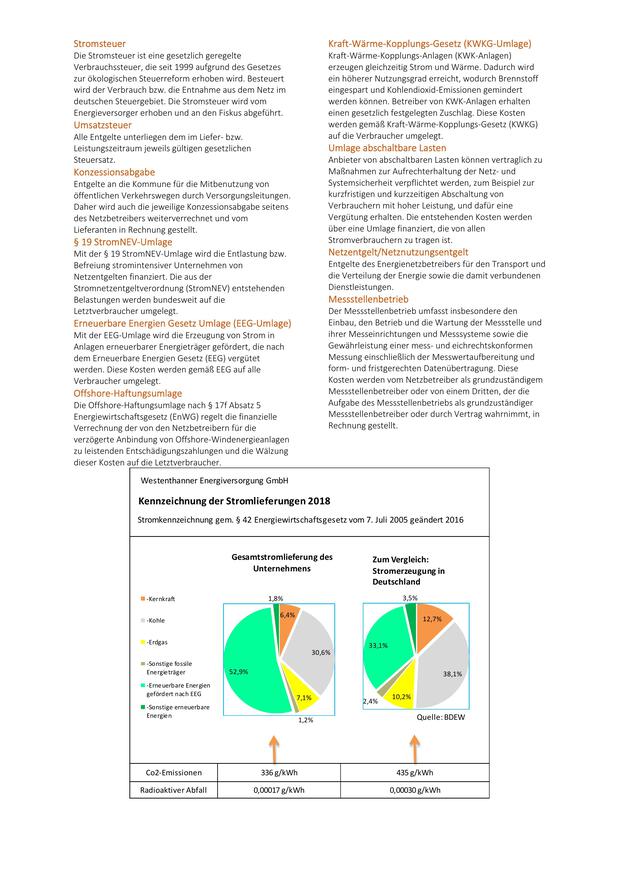 Stromsteuer
Die Stromsteuer ist eine gesetzlich geregelte
Verbrauchssteuer, die seit 1999 aufgrund des Gesetzes
zur ökologischen Steuerreform erhoben wird. Besteuert
wird der Verbrauch bzw. die Entnahme aus dem Netz im
deutschen Steuergebiet. Die Stromsteuer wird vom
Energieversorger erhoben und an den Fiskus abgeführt.
Umsatzsteuer
Alle Entgelte unterliegen dem im Liefer- bzw.
Leistungszeitraum jeweils gültigen gesetzlichen
Steuersatz.
Konzessionsabgabe
Entgelte an die Kommune für die Mitbenutzung von
öffentlichen Verkehrswegen durch Versorgungsleitungen.
Daher wird auch die jeweilige Konzessionsabgabe seitens
des Netzbetreibers weiterverrechnet und vom
Lieferanten in Rechnung gestellt.
§ 19 StromNEV-Umlage
Mit der § 19 StromNEV-Umlage wird die Entlastung bzw.
Befreiung stromintensiver Unternehmen von
Netzentgelten finanziert. Die aus der
Stromnetzentgeltverordnung (StromNEV) entstehenden
Belastungen werden bundesweit auf die
Letztverbraucher umgelegt.
Erneuerbare Energien Gesetz Umlage (EEG-Umlage)
Mit der EEG-Umlage wird die Erzeugung von Strom in
Anlagen erneuerbarer Energieträger gefördert, die nach
dem Erneuerbare Energien Gesetz (EEG) vergütet
werden. Diese Kosten werden gemäß EEG auf alle
Verbraucher umgelegt.
Offshore-Haftungsumlage
Die Offshore-Haftungsumlage nach § 17f Absatz 5
Energiewirtschaftsgesetz (EnWG) regelt die finanzielle
Verrechnung der von den Netzbetreibern für die
verzögerte Anbindung von Offshore-Windenergieanlagen
zu leistenden Entschädigungszahlungen und die Wälzung
dieser Kosten auf die Letztverbraucher.
Kraft-Wärme-Kopplungs-Gesetz (KWKG-Umlage)
Kraft-Wärme-Kopplungs-Anlagen (KWK-Anlagen)
erzeugen gleichzeitig Strom und Wärme. Dadurch wird
ein höherer Nutzungsgrad erreicht, wodurch Brennstoff
eingespart und Kohlendioxid-Emissionen gemindert
werden können. Betreiber von KWK-Anlagen erhalten
einen gesetzlich festgelegten Zuschlag. Diese Kosten
werden gemäß Kraft-Wärme-Kopplungs-Gesetz (KWKG)
auf die Verbraucher umgelegt.
Umlage abschaltbare Lasten
Anbieter von abschaltbaren Lasten können vertraglich zu
Maßnahmen zur Aufrechterhaltung der Netz- und
Systemsicherheit verpflichtet werden, zum Beispiel zur
kurzfristigen und kurzzeitigen Abschaltung von
Verbrauchern mit hoher Leistung, und dafür eine
Vergütung erhalten. Die entstehenden Kosten werden
über eine Umlage finanziert, die von allen
Stromverbrauchern zu tragen ist.
Netzentgelt/Netznutzungsentgelt
Entgelte des Energienetzbetreibers für den Transport und
die Verteilung der Energie sowie die damit verbundenen
Dienstleistungen.
Messstellenbetrieb
Der Messstellenbetrieb umfasst insbesondere den
Einbau, den Betrieb und die Wartung der Messstelle und
ihrer Messeinrichtungen und Messsysteme sowie die
Gewährleistung einer mess- und eichrechtskonformen
Messung einschließlich der Messwertaufbereitung und
form- und fristgerechten Datenübertragung. Diese
Kosten werden vom Netzbetreiber als grundzuständigem
Messstellenbetreiber oder von einem Dritten, der die
Aufgabe des Messstellenbetriebs als grundzuständiger
Messstellenbetreiber oder durch Vertrag wahrnimmt, in
Rechnung gestellt.
Westenthanner Energieversorgung GmbH
Kennzeichnung der Stromlieferungen 2018
Stromkennzeichnung gem. § 42 Energiewirtschaftsgesetz vom 7. Juli 2005 geändert 2016
Gesamtstromlieferung des
Unternehmens
Zum Vergleich:
Stromerzeugung in
Deutschland
-Kernkraft
-Kohle
-Erdgas
-Sonstige fossile
Energieträger
-Erneuerbare Energien
gefördert nach EEG
-Sonstige erneuerbare
Energien
1,8%
6,4%
30,6%
52,9%
7,1%
1,2%
3,5%
12,7%
33,1%
38,1%
10,2%
2,4%
Quelle: BDEW
Co2-Emissionen 336 g/kWh 435 g/kWh
Radioaktiver Abfall 0,00017 g/kWh 0,00030 g/kWh